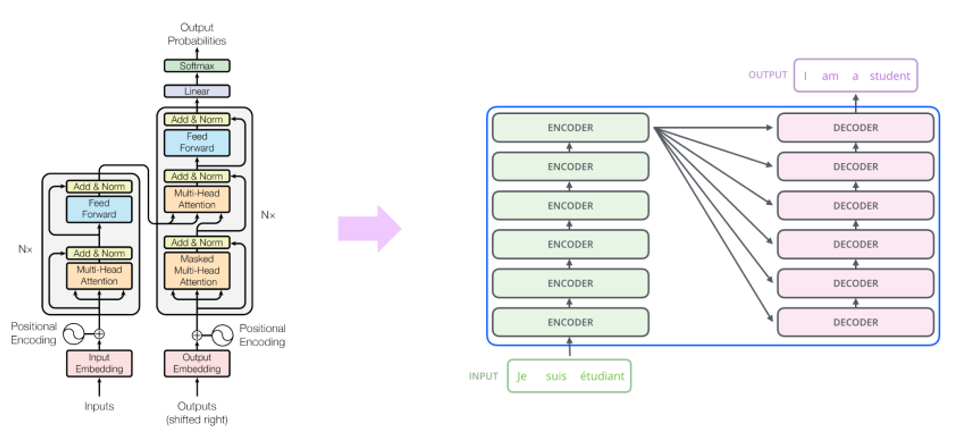 Output
Probabilities
Softmax
Linear
Add & Norm
Feed
Forward
Add & Norm
Multi-Head
Attention
Nx
Add & Norm
Masked
Multi-Head
Attention
Add & Norm
Feed
Forward
Nx
Add & Norm
Multi-Head
Attention
Positional
Encoding
Positional
Encoding
Input
Embedding
Output
Embedding
Inputs
Outputs
(shifted right)
OUTPUT I am a student
ENCODER
ENCODER
ENCODER
ENCODER
ENCODER
ENCODER
DECODER
DECODER
DECODER
DECODER
DECODER
DECODER
INPUT Je suis étudiant